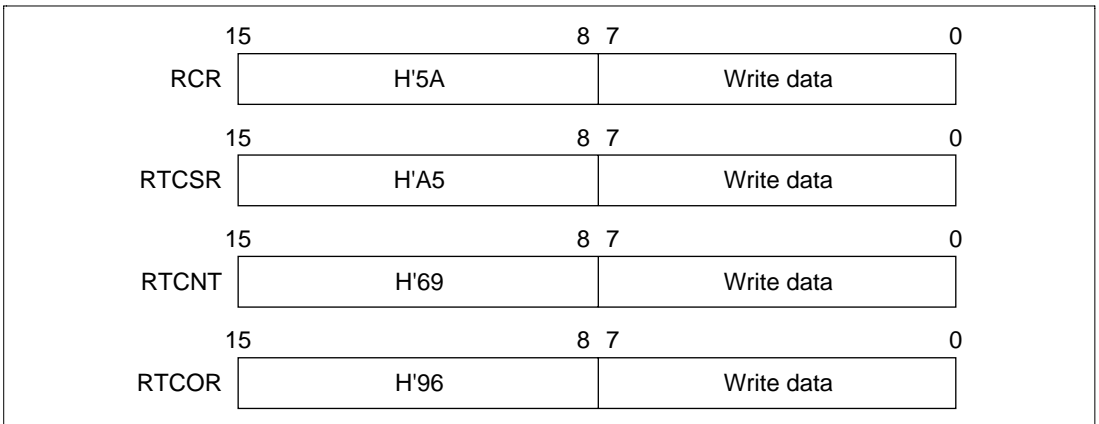 15 8 7 0
RCR H'5A Write data
15 8 7 0
RTCSR H'A5 Write data
15 8 7 0
RTCNT H'69 Write data
15 8 7 0
RTCOR H'96 Write data